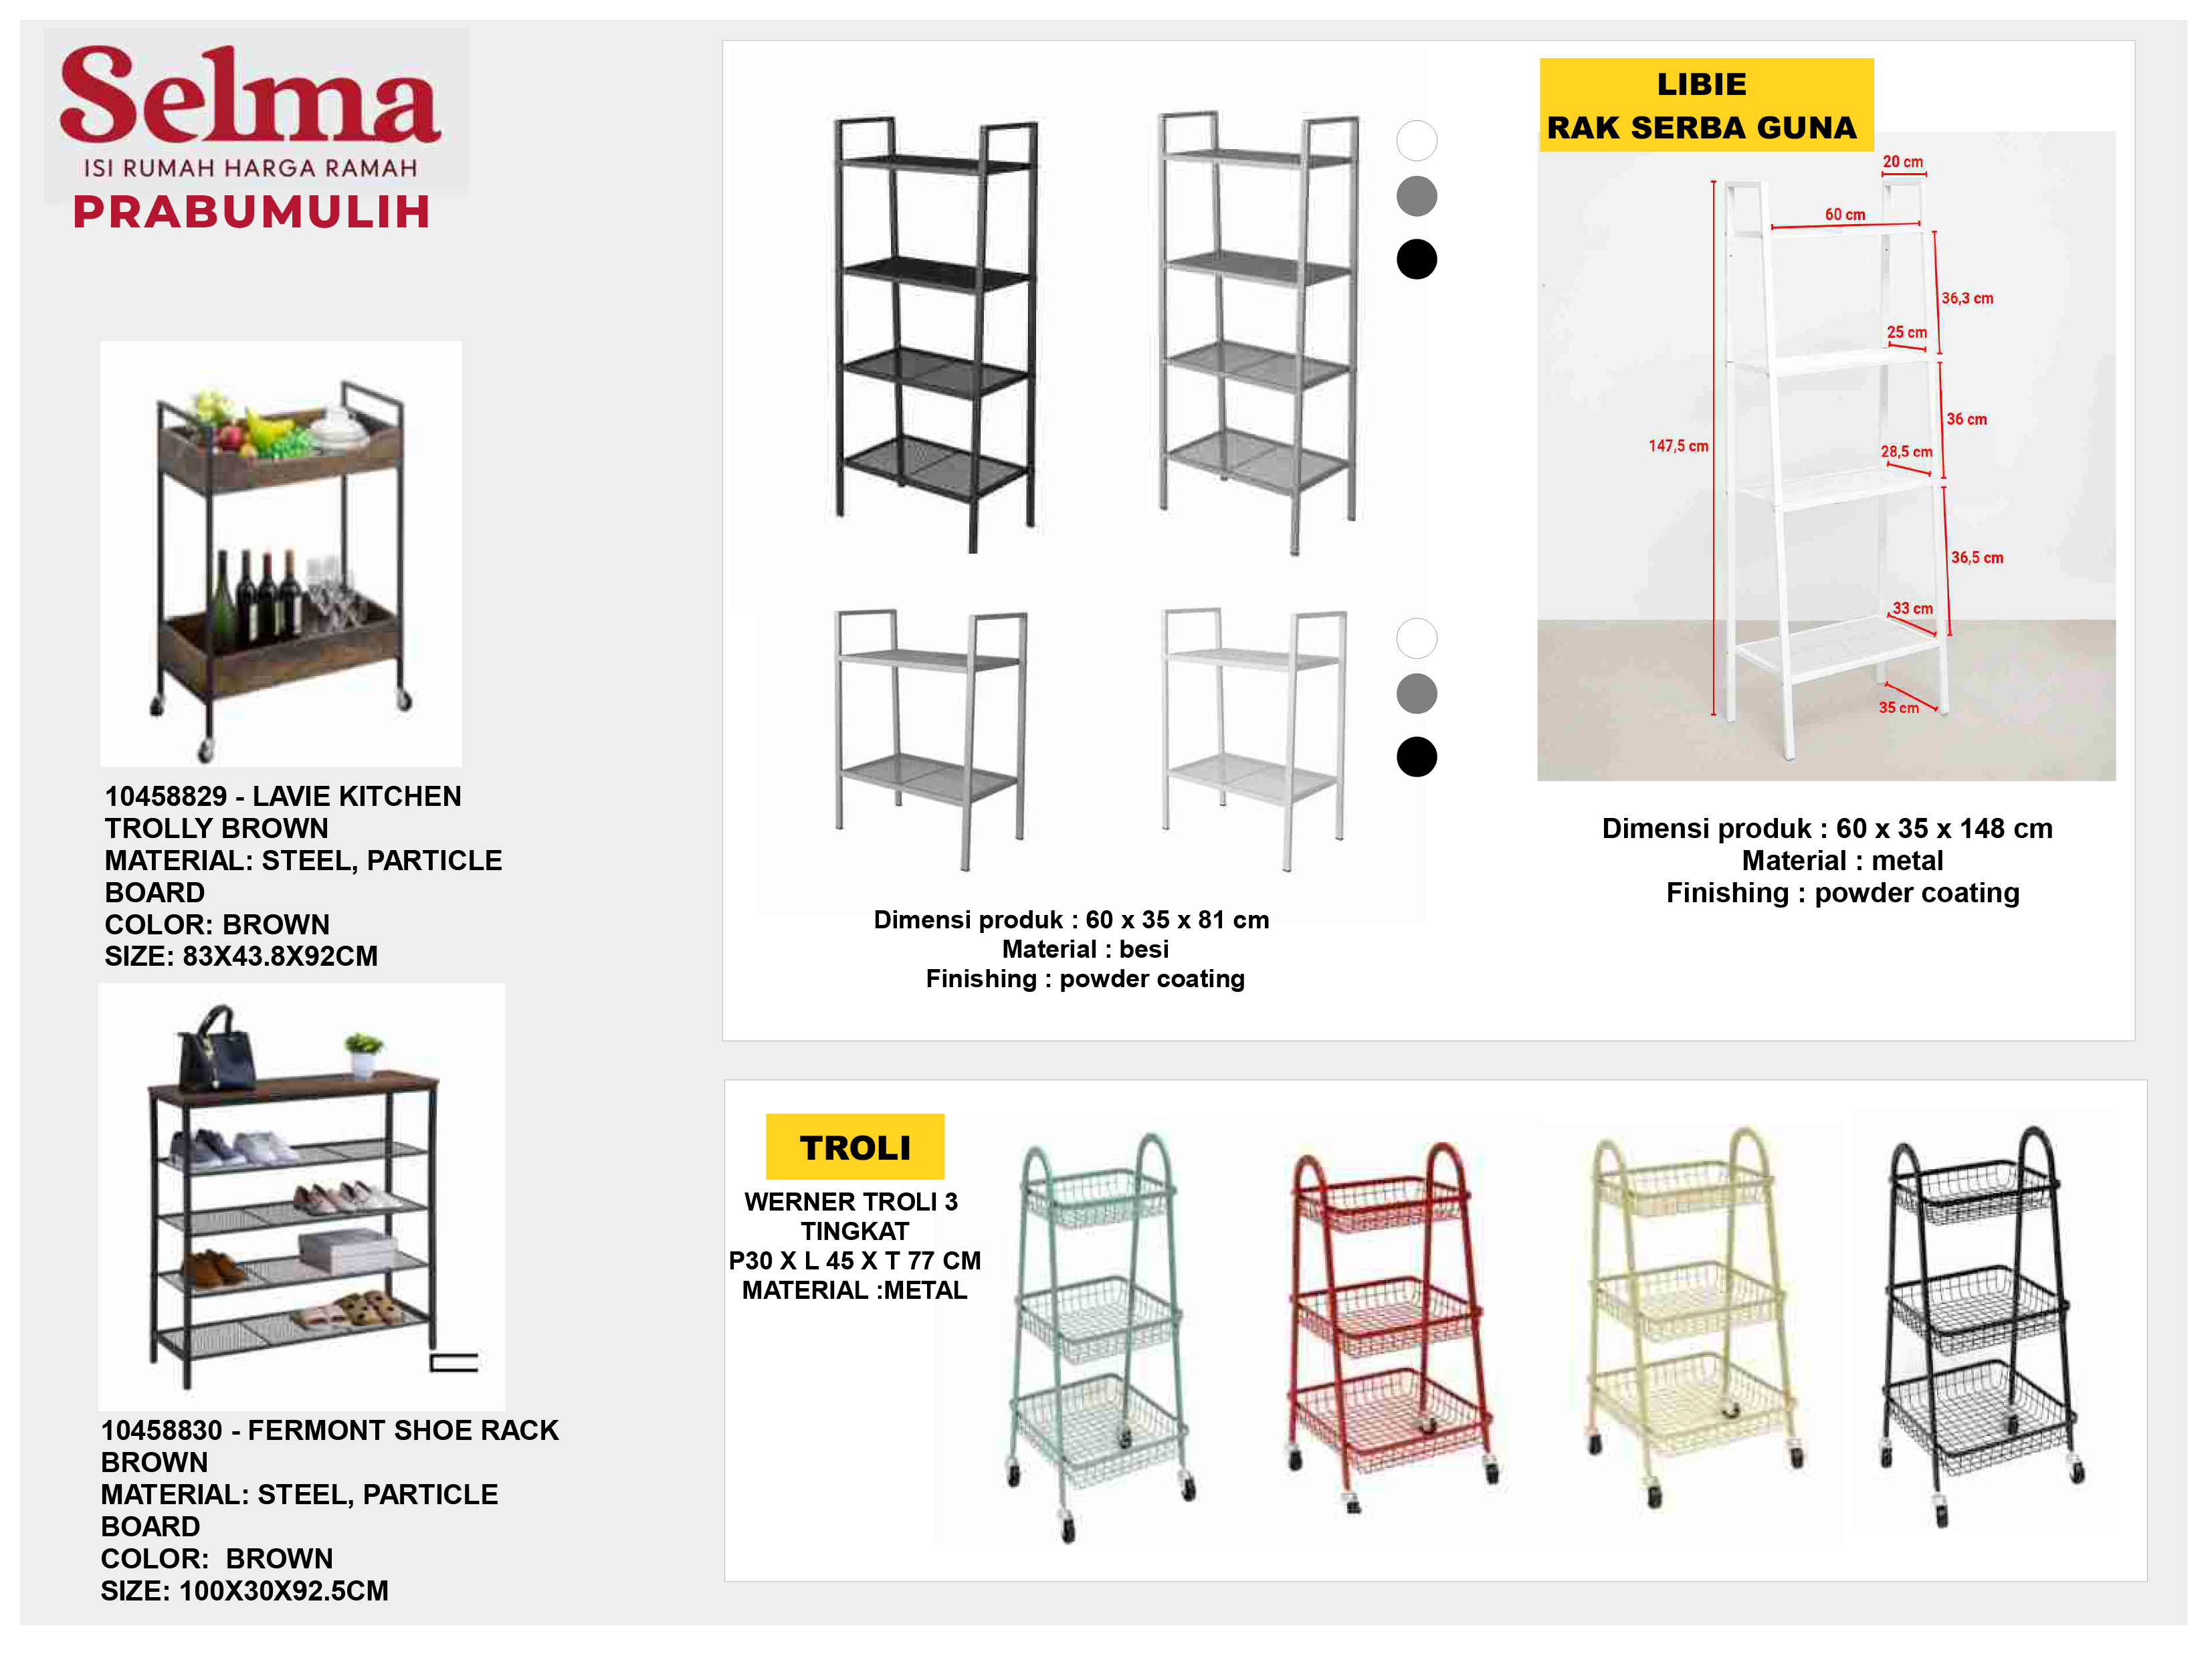 Selma
ISI RUMAH HARGA RAMAH
PRABUMULIH
10458829 - LAVIE KITCHEN
TROLLY BROWN
MATERIAL: STEEL, PARTICLE
BOARD
COLOR: BROWN
SIZE: 83X43.8X92CM
10458830 - FERMONT SHOE RACK
BROWN
MATERIAL: STEEL, PARTICLE
BOARD
COLOR:  BROWN
SIZE: 100X30X92.5CM
Dimensi produk : 60 x 35 x 81 cm
Material : besi
Finishing : powder coating
LIBIE
RAK SERBA GUNA
20 cm
60 cm
36,3 cm
25 cm
36 cm
147,5 cm
28,5 cm
36,5 cm
33 cm
35 cm
Dimensi produk : 60 x 35 x 148 cm
Material : metal
Finishing : powder coating
TROLI
WERNER TROLI 3
TINGKAT
P30 X L 45 X T 77 CM
MATERIAL :METAL